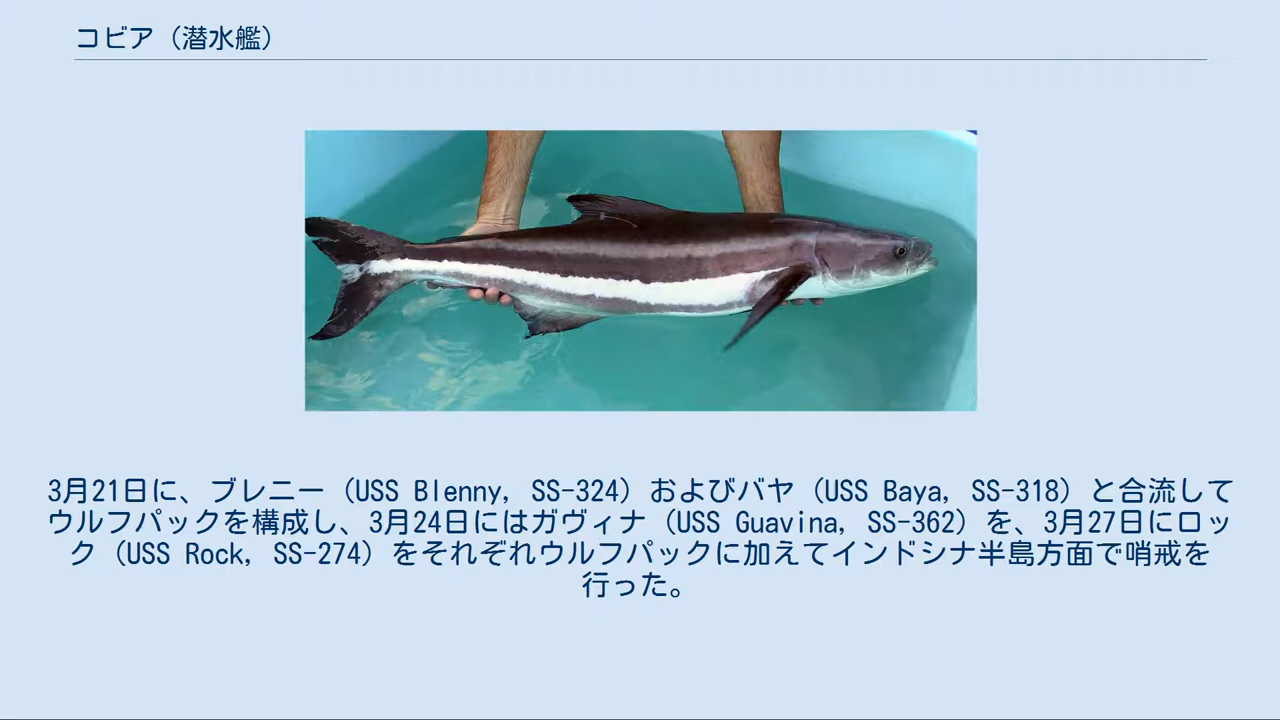 コビア（潜水艦）
3月21日に、ブレニー（USS Blenny, SS-324）およびバヤ（USS Baya, SS-318）と合流して
ウルフパックを構成し、3月24日にはガヴィナ（USS Guavina, SS-362）を、3月27日にロッ
ク（USS Rock, SS-274）をそれぞれウルフパックに加えてインドシナ半島方面で哨戒を
行った。